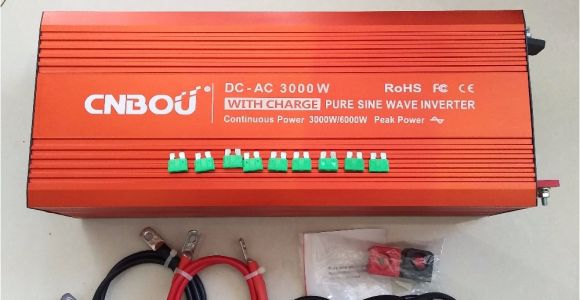 CNBOU
DC-AC 3000W RoHS FC CE
WITH CHARGE PURE SINE WAVE INVERTER
Continuous Power 3000W/6000W Peak Power